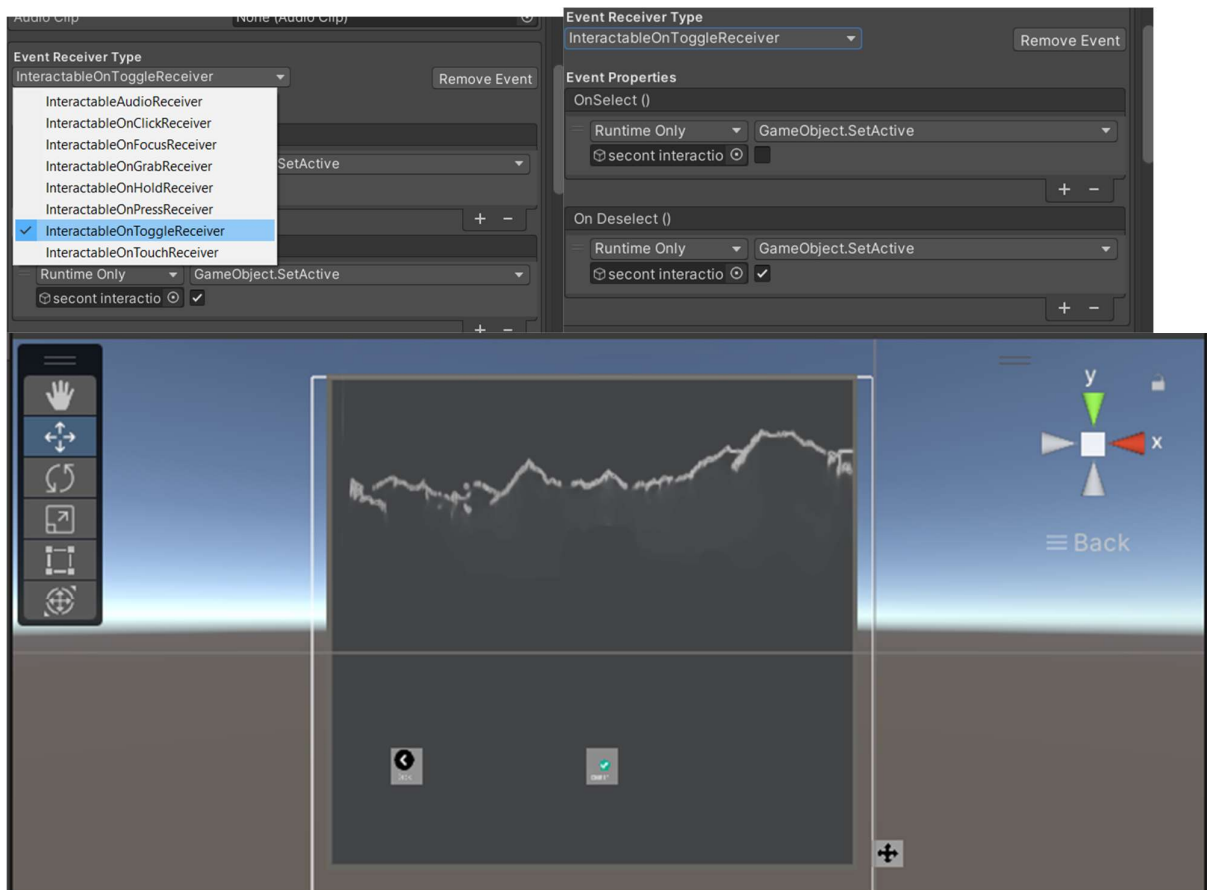 Audio Clip
None (Audio Clip)
Event Receiver Type
InteractableOnToggleReceiver
Remove Event
InteractableAudioReceiver
InteractableOnClickReceiver
InteractableOnFocusReceiver
InteractableOnGrabReceiver
InteractableOnHoldReceiver
InteractableOnPressReceiver
InteractableOnToggleReceiver
InteractableOnTouchReceiver
SetActive
+ −
Runtime Only
GameObject.SetActive
secont interactio
+ −
Event Receiver Type
InteractableOnToggleReceiver
Remove Event
Event Properties
OnSelect ()
Runtime Only
GameObject.SetActive
secont interactio
+ −
On Deselect ()
Runtime Only
GameObject.SetActive
secont interactio
+ −
y
x
Back